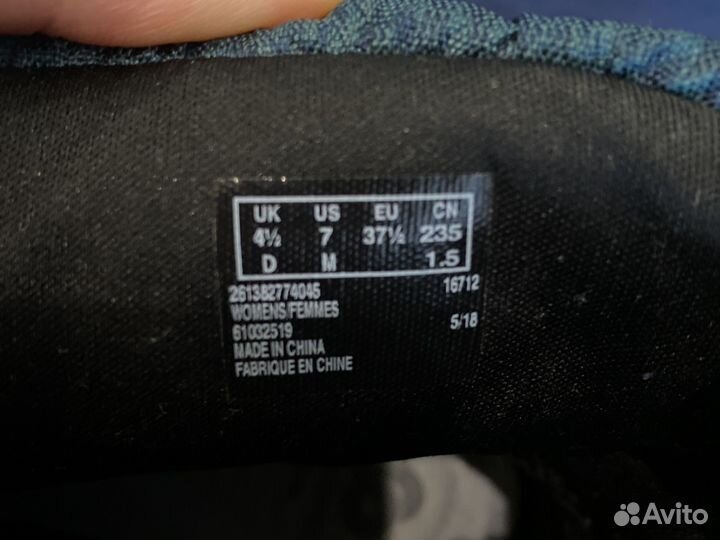 UK US EU CN
4½ 7 37½ 235
D M 1.5
261382774045 16712
WOMENS/FEMMES
61032519 5/18
MADE IN CHINA
FABRIQUE EN CHINE
Avito